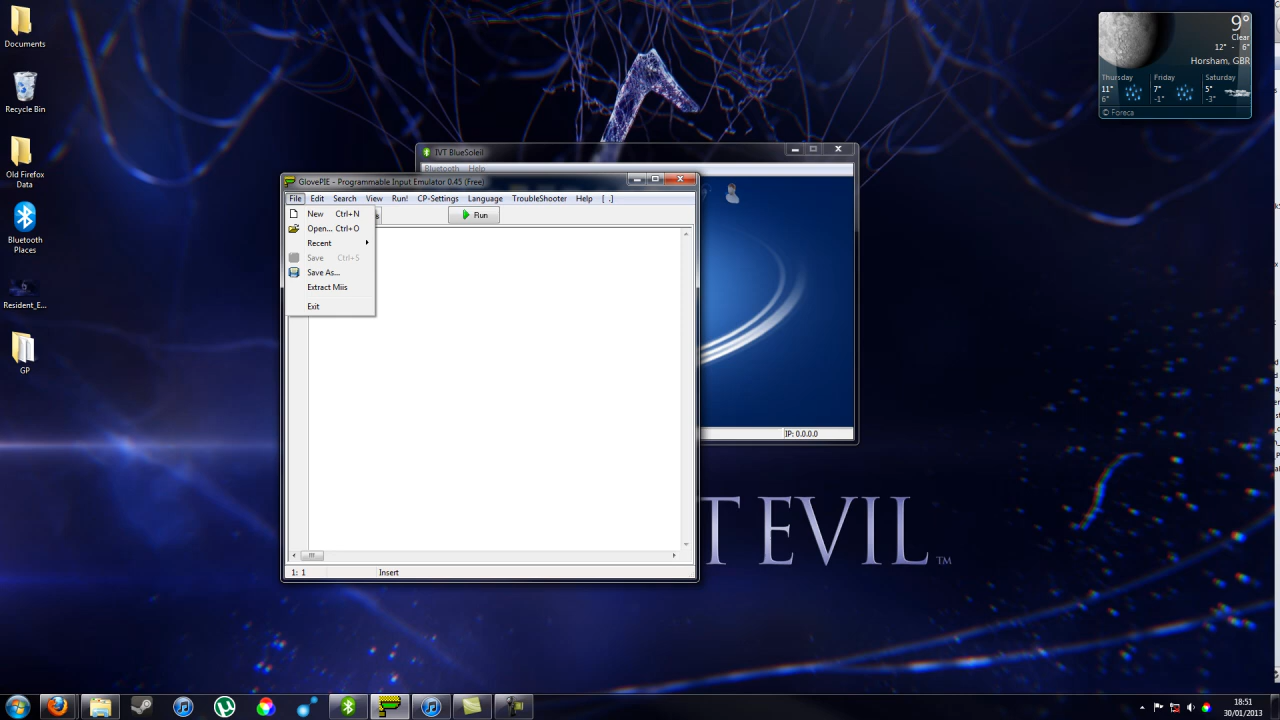 Documents
Recycle Bin
Old Firefox
Data
Bluetooth
Places
Resident_E...
GP
9°
Clear
12° - 6°
Horsham, GBR
Thursday Friday Saturday
11° 7° 5°
6° -1° -3°
© Foreca
IVT BlueSoleil
Bluetooth Help
GlovePIE - Programmable Input Emulator 0.45 (Free)
File Edit Search View Run! CP-Settings Language TroubleShooter Help [ .]
Run
New Ctrl+N
Open... Ctrl+O
Recent
Save Ctrl+S
Save As...
Extract Miis
Exit
IP: 0.0.0.0
T EVIL TM
1: 1 Insert
18:51
30/01/2013